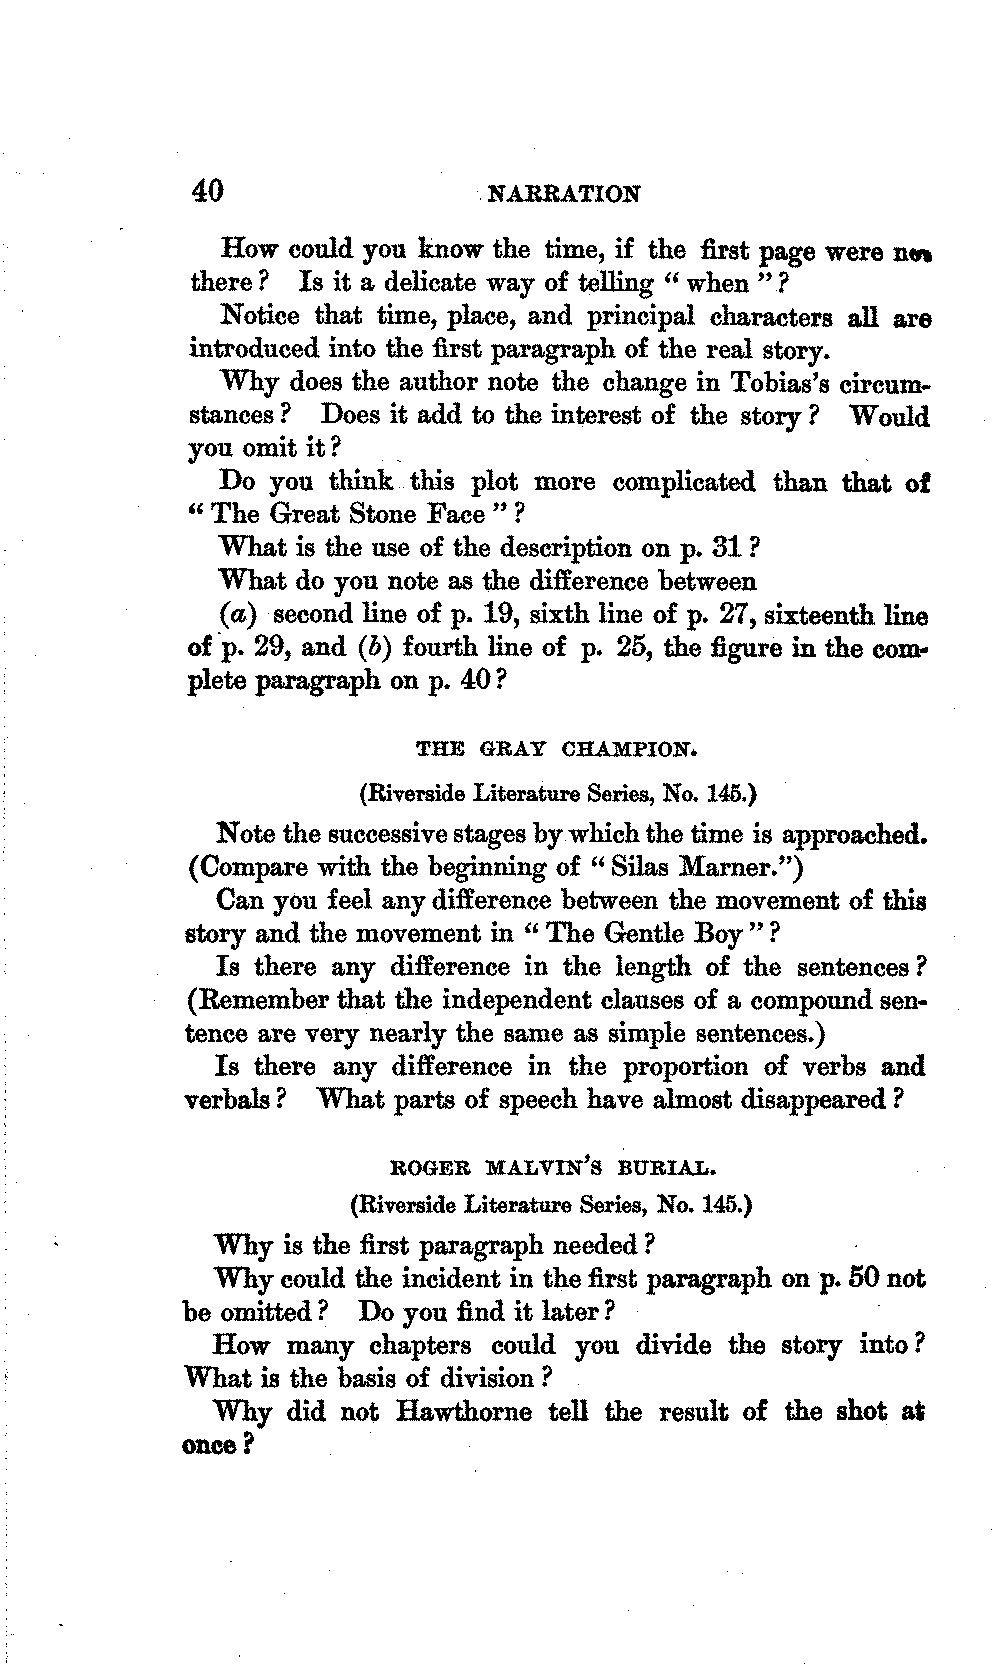 40 NARRATION
How could you know the time, if the first page were
there? Is it a delicate way of telling “when”?
Notice that time, place, and principal characters all are
introduced into the first paragraph of the real story.
Why does the author note the change in Tobias's circum-
stances? Does it add to the interest of the story? Would
you omit it?
Do you think this plot more complicated than that of
“The Great Stone Face”?
What is the use of the description on p. 31?
What do you note as the difference between
(a) second line of p. 19, sixth line of p. 27, sixteenth line
of p. 29, and (b) fourth line of p. 25, the figure in the com-
plete paragraph on p. 40?
THE GRAY CHAMPION.
(Riverside Literature Series, No. 145.)
Note the successive stages by which the time is approached.
(Compare with the beginning of “Silas Marner.”)
Can you feel any difference between the movement of this
story and the movement in “The Gentle Boy”?
Is there any difference in the length of the sentences?
(Remember that the independent clauses of a compound sen-
tence are very nearly the same as simple sentences.)
Is there any difference in the proportion of verbs and
verbals? What parts of speech have almost disappeared?
ROGER MALVIN'S BURIAL.
(Riverside Literature Series, No. 145.)
Why is the first paragraph needed?
Why could the incident in the first paragraph on p. 50 not
be omitted? Do you find it later?
How many chapters could you divide the story into?
What is the basis of division?
Why did not Hawthorne tell the result of the shot at
once?